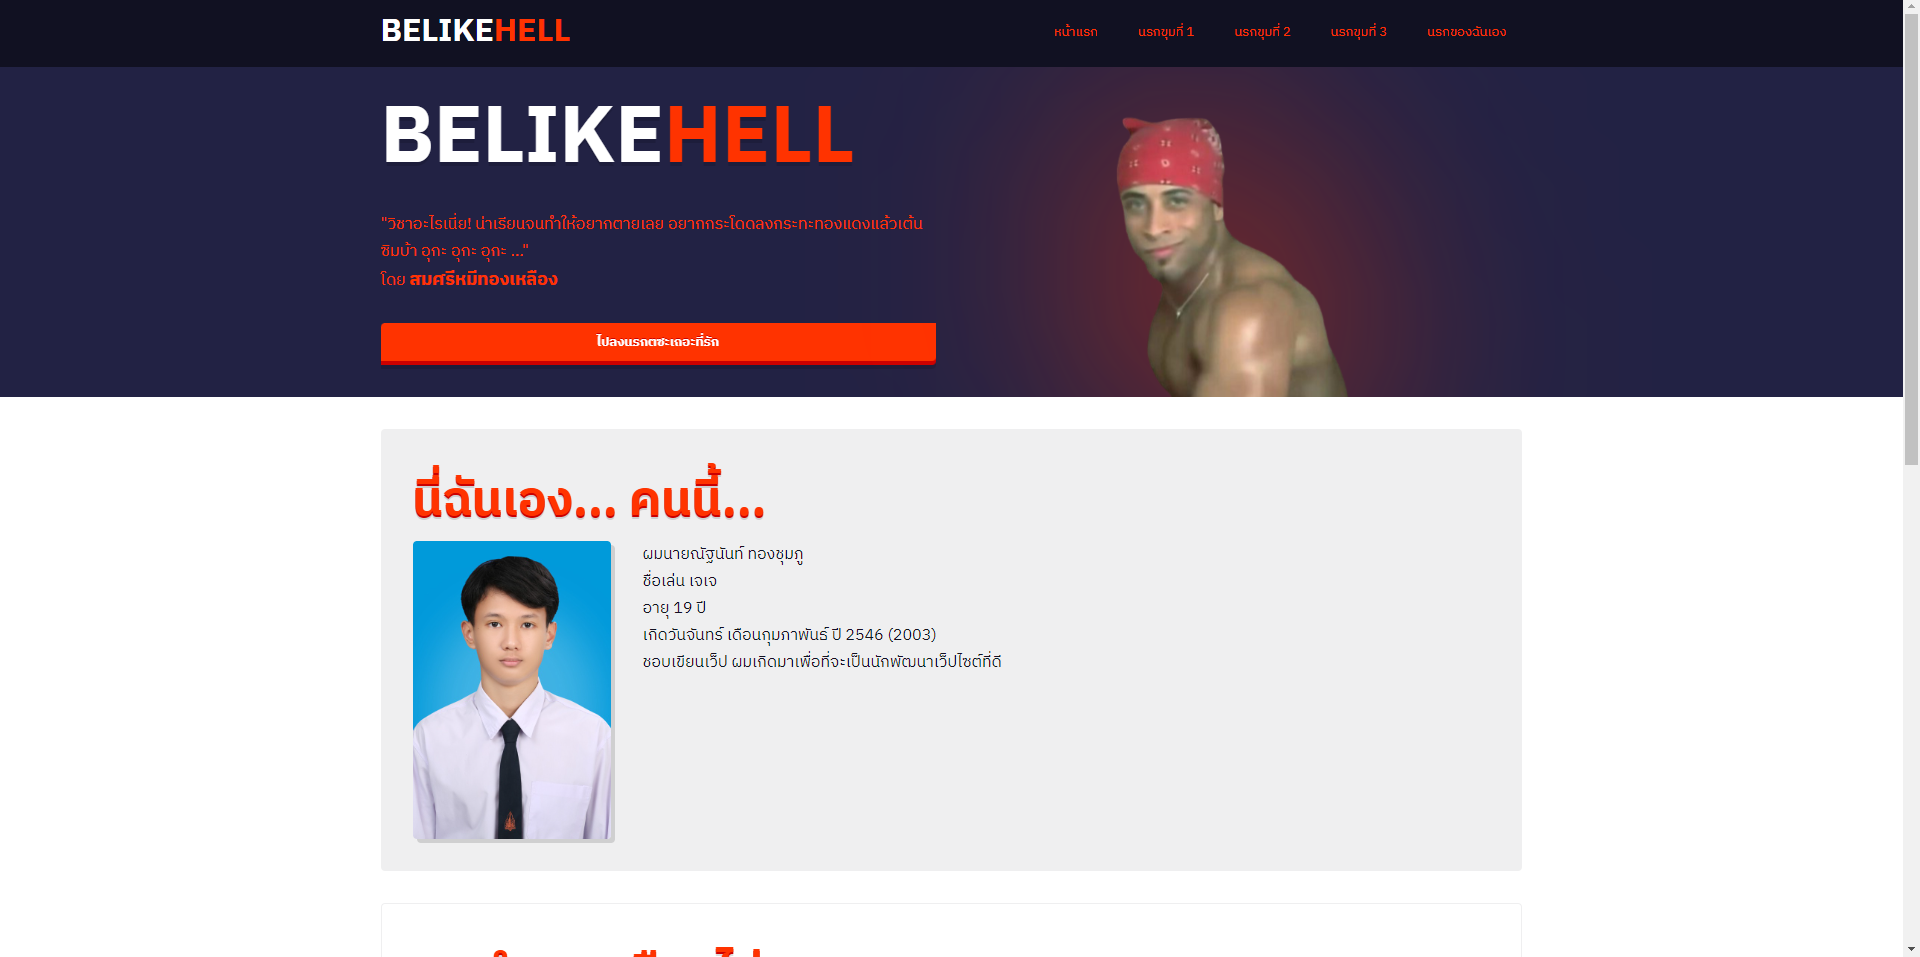 BELIKEHELL
หน้าแรก นรกขุมที่ 1 นรกขุมที่ 2 นรกขุมที่ 3 นรกของฉันเอง
BELIKEHELL
"วิชาอะไรเนี่ย! น่าเรียนจนทำให้อยากตายเลย อยากกระโดดลงกระทะทองแดงแล้วเต้น
ซิมบ้า อุกะ อุกะ อุกะ ..."
โดย สมศรีหมีทองเหลือง
ไปลงนรกตซะเถอะที่รัก
นี่ฉันเอง... คนนี้...
ผมนายณัฐนันท์ ทองชุมภู
ชื่อเล่น เจเจ
อายุ 19 ปี
เกิดวันจันทร์ เดือนกุมภาพันธ์ ปี 2546 (2003)
ชอบเขียนเว็ป ผมเกิดมาเพื่อที่จะเป็นนักพัฒนาเว็ปไซต์ที่ดี